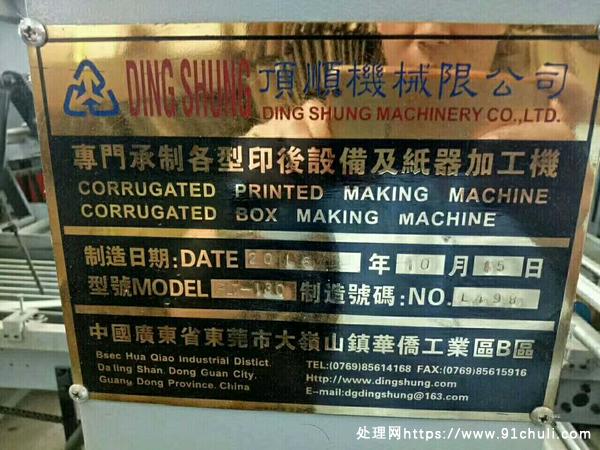 DING SHUNG 頂順機械限公司
DING SHUNG MACHINERY CO.,LTD.
專門承制各型印後設備及紙器加工機
CORRUGATED PRINTED MAKING MACHINE
CORRUGATED BOX MAKING MACHINE
制造日期:DATE 2016 年 10 月 15 日
型號MODEL 制造號碼:NO. L498
中國廣東省東莞市大嶺山鎮華僑工業區B區
Bsec Hua Qiao industrial Distict.
Da ling Shan. Dong Guan City.
Guany Dong Province. China
TEL:(0769)85614168 FAX:(0769)85615916
Http://www.dingshung.com
E-mail:dgdingshung@163.com
处理网https://www.91chuli.com